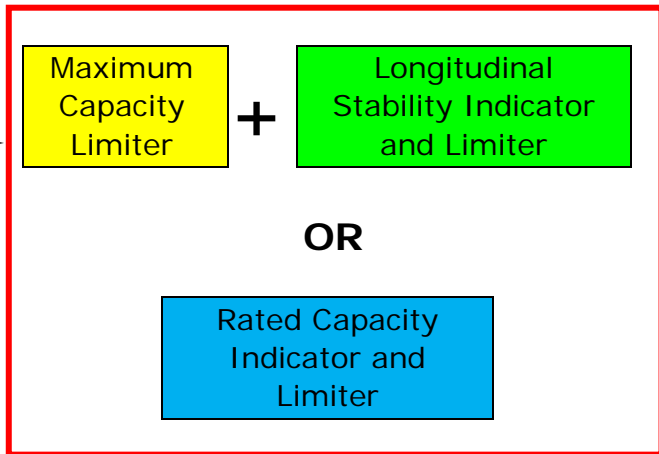 Maximum
Capacity
Limiter
+
Longitudinal
Stability Indicator
and Limiter
OR
Rated Capacity
Indicator and
Limiter